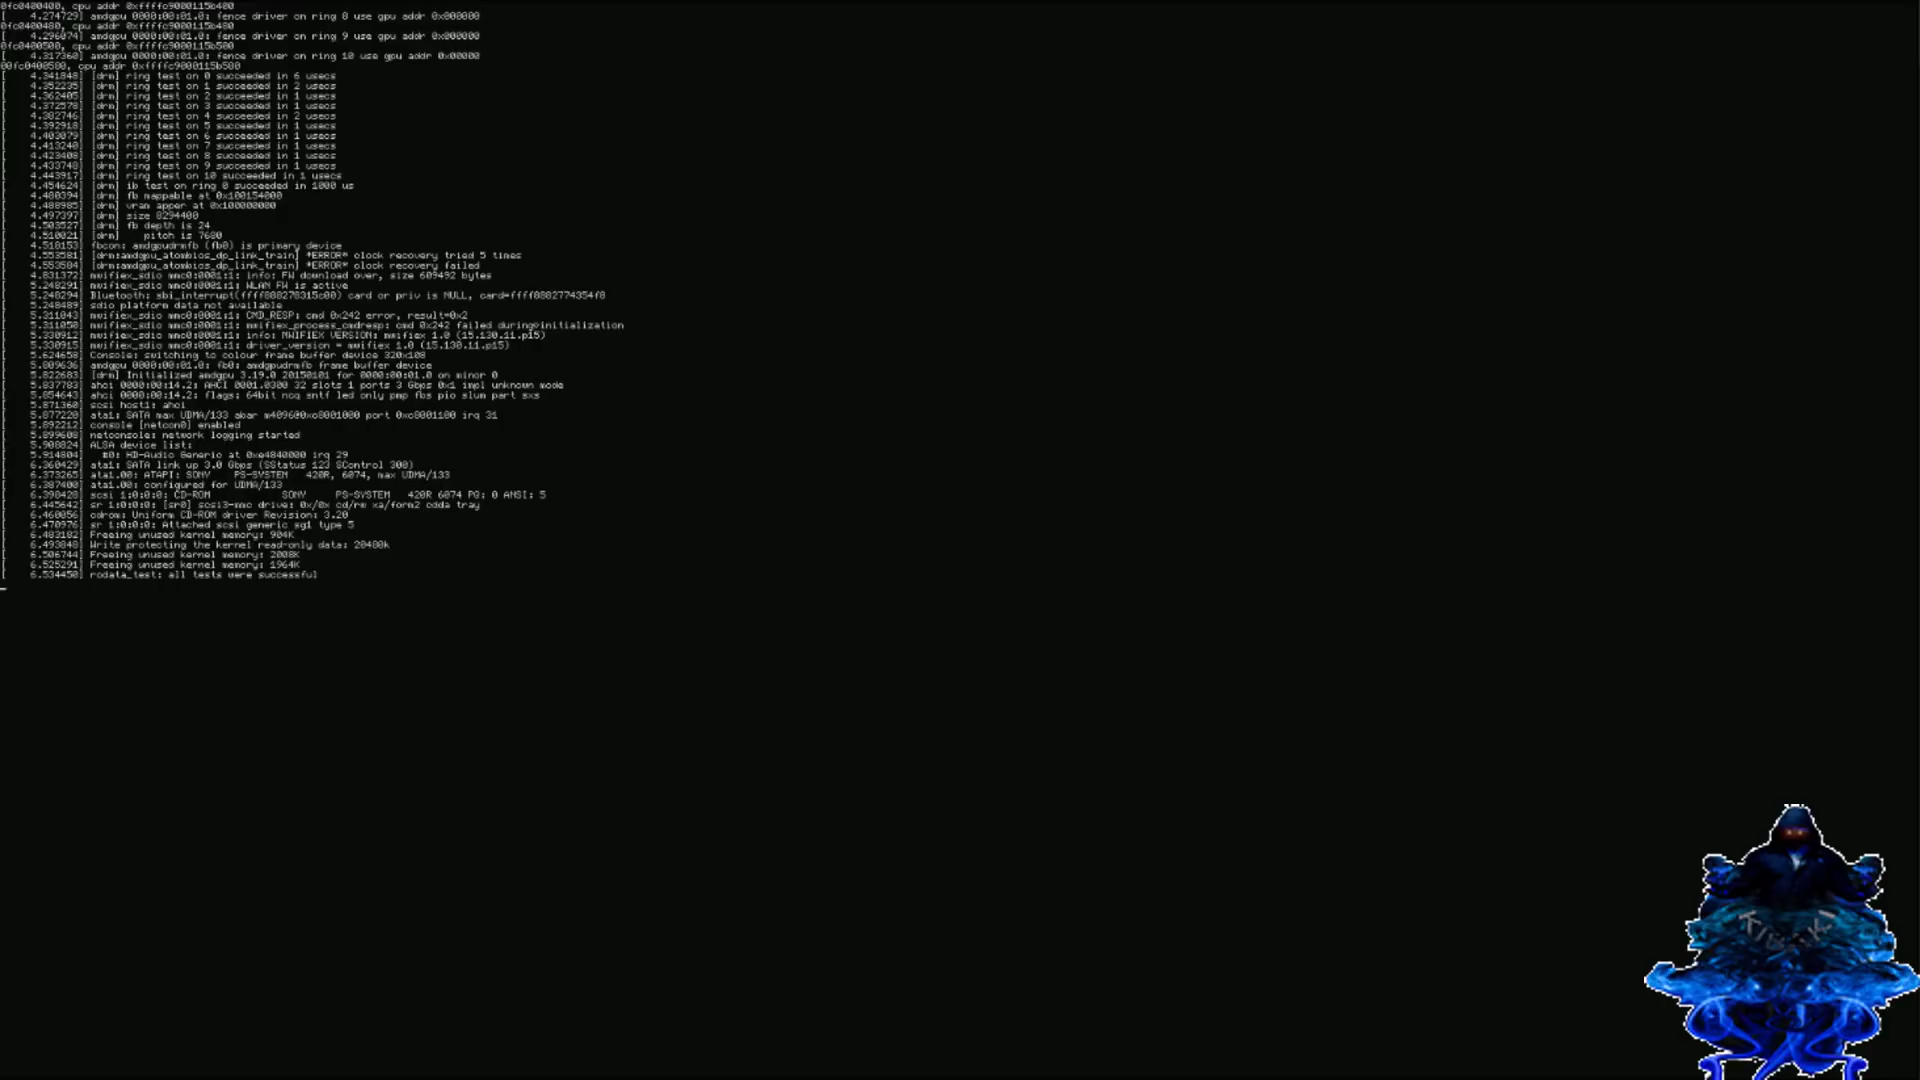 0fc0400400, cpu addr 0xffffc9000115b400
[    4.274729] amdgpu 0000:00:01.0: fence driver on ring 8 use gpu addr 0x000000
0fc0400480, cpu addr 0xffffc9000115b480
[    4.296074] amdgpu 0000:00:01.0: fence driver on ring 9 use gpu addr 0x000000
0fc0400500, cpu addr 0xffffc9000115b500
[    4.317360] amdgpu 0000:00:01.0: fence driver on ring 10 use gpu addr 0x00000
00fc0400580, cpu addr 0xffffc9000115b580
[    4.341848] [drm] ring test on 0 succeeded in 6 usecs
[    4.352235] [drm] ring test on 1 succeeded in 2 usecs
[    4.362405] [drm] ring test on 2 succeeded in 1 usecs
[    4.372578] [drm] ring test on 3 succeeded in 1 usecs
[    4.382746] [drm] ring test on 4 succeeded in 2 usecs
[    4.392918] [drm] ring test on 5 succeeded in 1 usecs
[    4.403079] [drm] ring test on 6 succeeded in 1 usecs
[    4.413240] [drm] ring test on 7 succeeded in 1 usecs
[    4.423408] [drm] ring test on 8 succeeded in 1 usecs
[    4.433748] [drm] ring test on 9 succeeded in 1 usecs
[    4.443917] [drm] ring test on 10 succeeded in 1 usecs
[    4.454624] [drm] ib test on ring 0 succeeded in 1000 us
[    4.480394] [drm] fb mappable at 0x100154000
[    4.488985] [drm] vram apper at 0x100000000
[    4.497397] [drm] size 8294400
[    4.503527] [drm] fb depth is 24
[    4.510021] [drm]    pitch is 7680
[    4.518153] fbcon: amdgpudrmfb (fb0) is primary device
[    4.553581] [drm:amdgpu_atombios_dp_link_train] *ERROR* clock recovery tried 5 times
[    4.553584] [drm:amdgpu_atombios_dp_link_train] *ERROR* clock recovery failed
[    4.831372] mwifiex_sdio mmc0:0001:1: info: FW download over, size 609492 bytes
[    5.248291] mwifiex_sdio mmc0:0001:1: WLAN FW is active
[    5.248294] Bluetooth: sbi_interrupt(ffff888278315c00) card or priv is NULL, card=ffff8882774354f8
[    5.248489] sdio platform data not available
[    5.311043] mwifiex_sdio mmc0:0001:1: CMD_RESP: cmd 0x242 error, result=0x2
[    5.311050] mwifiex_sdio mmc0:0001:1: mwifiex_process_cmdresp: cmd 0x242 failed during initialization
[    5.330912] mwifiex_sdio mmc0:0001:1: info: MWIFIEX VERSION: mwifiex 1.0 (15.130.11.p15)
[    5.330915] mwifiex_sdio mmc0:0001:1: driver_version = mwifiex 1.0 (15.130.11.p15)
[    5.624658] Console: switching to colour frame buffer device 320x108
[    5.809636] amdgpu 0000:00:01.0: fb0: amdgpudrmfb frame buffer device
[    5.822683] [drm] Initialized amdgpu 3.19.0 20150101 for 0000:00:01.0 on minor 0
[    5.837783] ahci 0000:00:14.2: AHCI 0001.0300 32 slots 1 ports 3 Gbps 0x1 impl unknown mode
[    5.854643] ahci 0000:00:14.2: flags: 64bit ncq sntf led only pmp fbs pio slum part sxs
[    5.871360] scsi host1: ahci
[    5.877220] ata1: SATA max UDMA/133 abar m4096@0xc8001000 port 0xc8001100 irq 31
[    5.892212] console [netcon0] enabled
[    5.899608] netconsole: network logging started
[    5.908824] ALSA device list:
[    5.914804]   #0: HD-Audio Generic at 0xe4840000 irq 29
[    6.360429] ata1: SATA link up 3.0 Gbps (SStatus 123 SControl 300)
[    6.373265] ata1.00: ATAPI: SONY    PS-SYSTEM   420R, 6074, max UDMA/133
[    6.387400] ata1.00: configured for UDMA/133
[    6.398428] scsi 1:0:0:0: CD-ROM            SONY     PS-SYSTEM   420R 6074 PQ: 0 ANSI: 5
[    6.445642] sr 1:0:0:0: [sr0] scsi3-mmc drive: 0x/0x cd/rw xa/form2 cdda tray
[    6.460056] cdrom: Uniform CD-ROM driver Revision: 3.20
[    6.470976] sr 1:0:0:0: Attached scsi generic sg1 type 5
[    6.483182] Freeing unused kernel memory: 904K
[    6.493848] Write protecting the kernel read-only data: 20480k
[    6.506744] Freeing unused kernel memory: 2008K
[    6.525291] Freeing unused kernel memory: 1964K
[    6.534450] rodata_test: all tests were successful